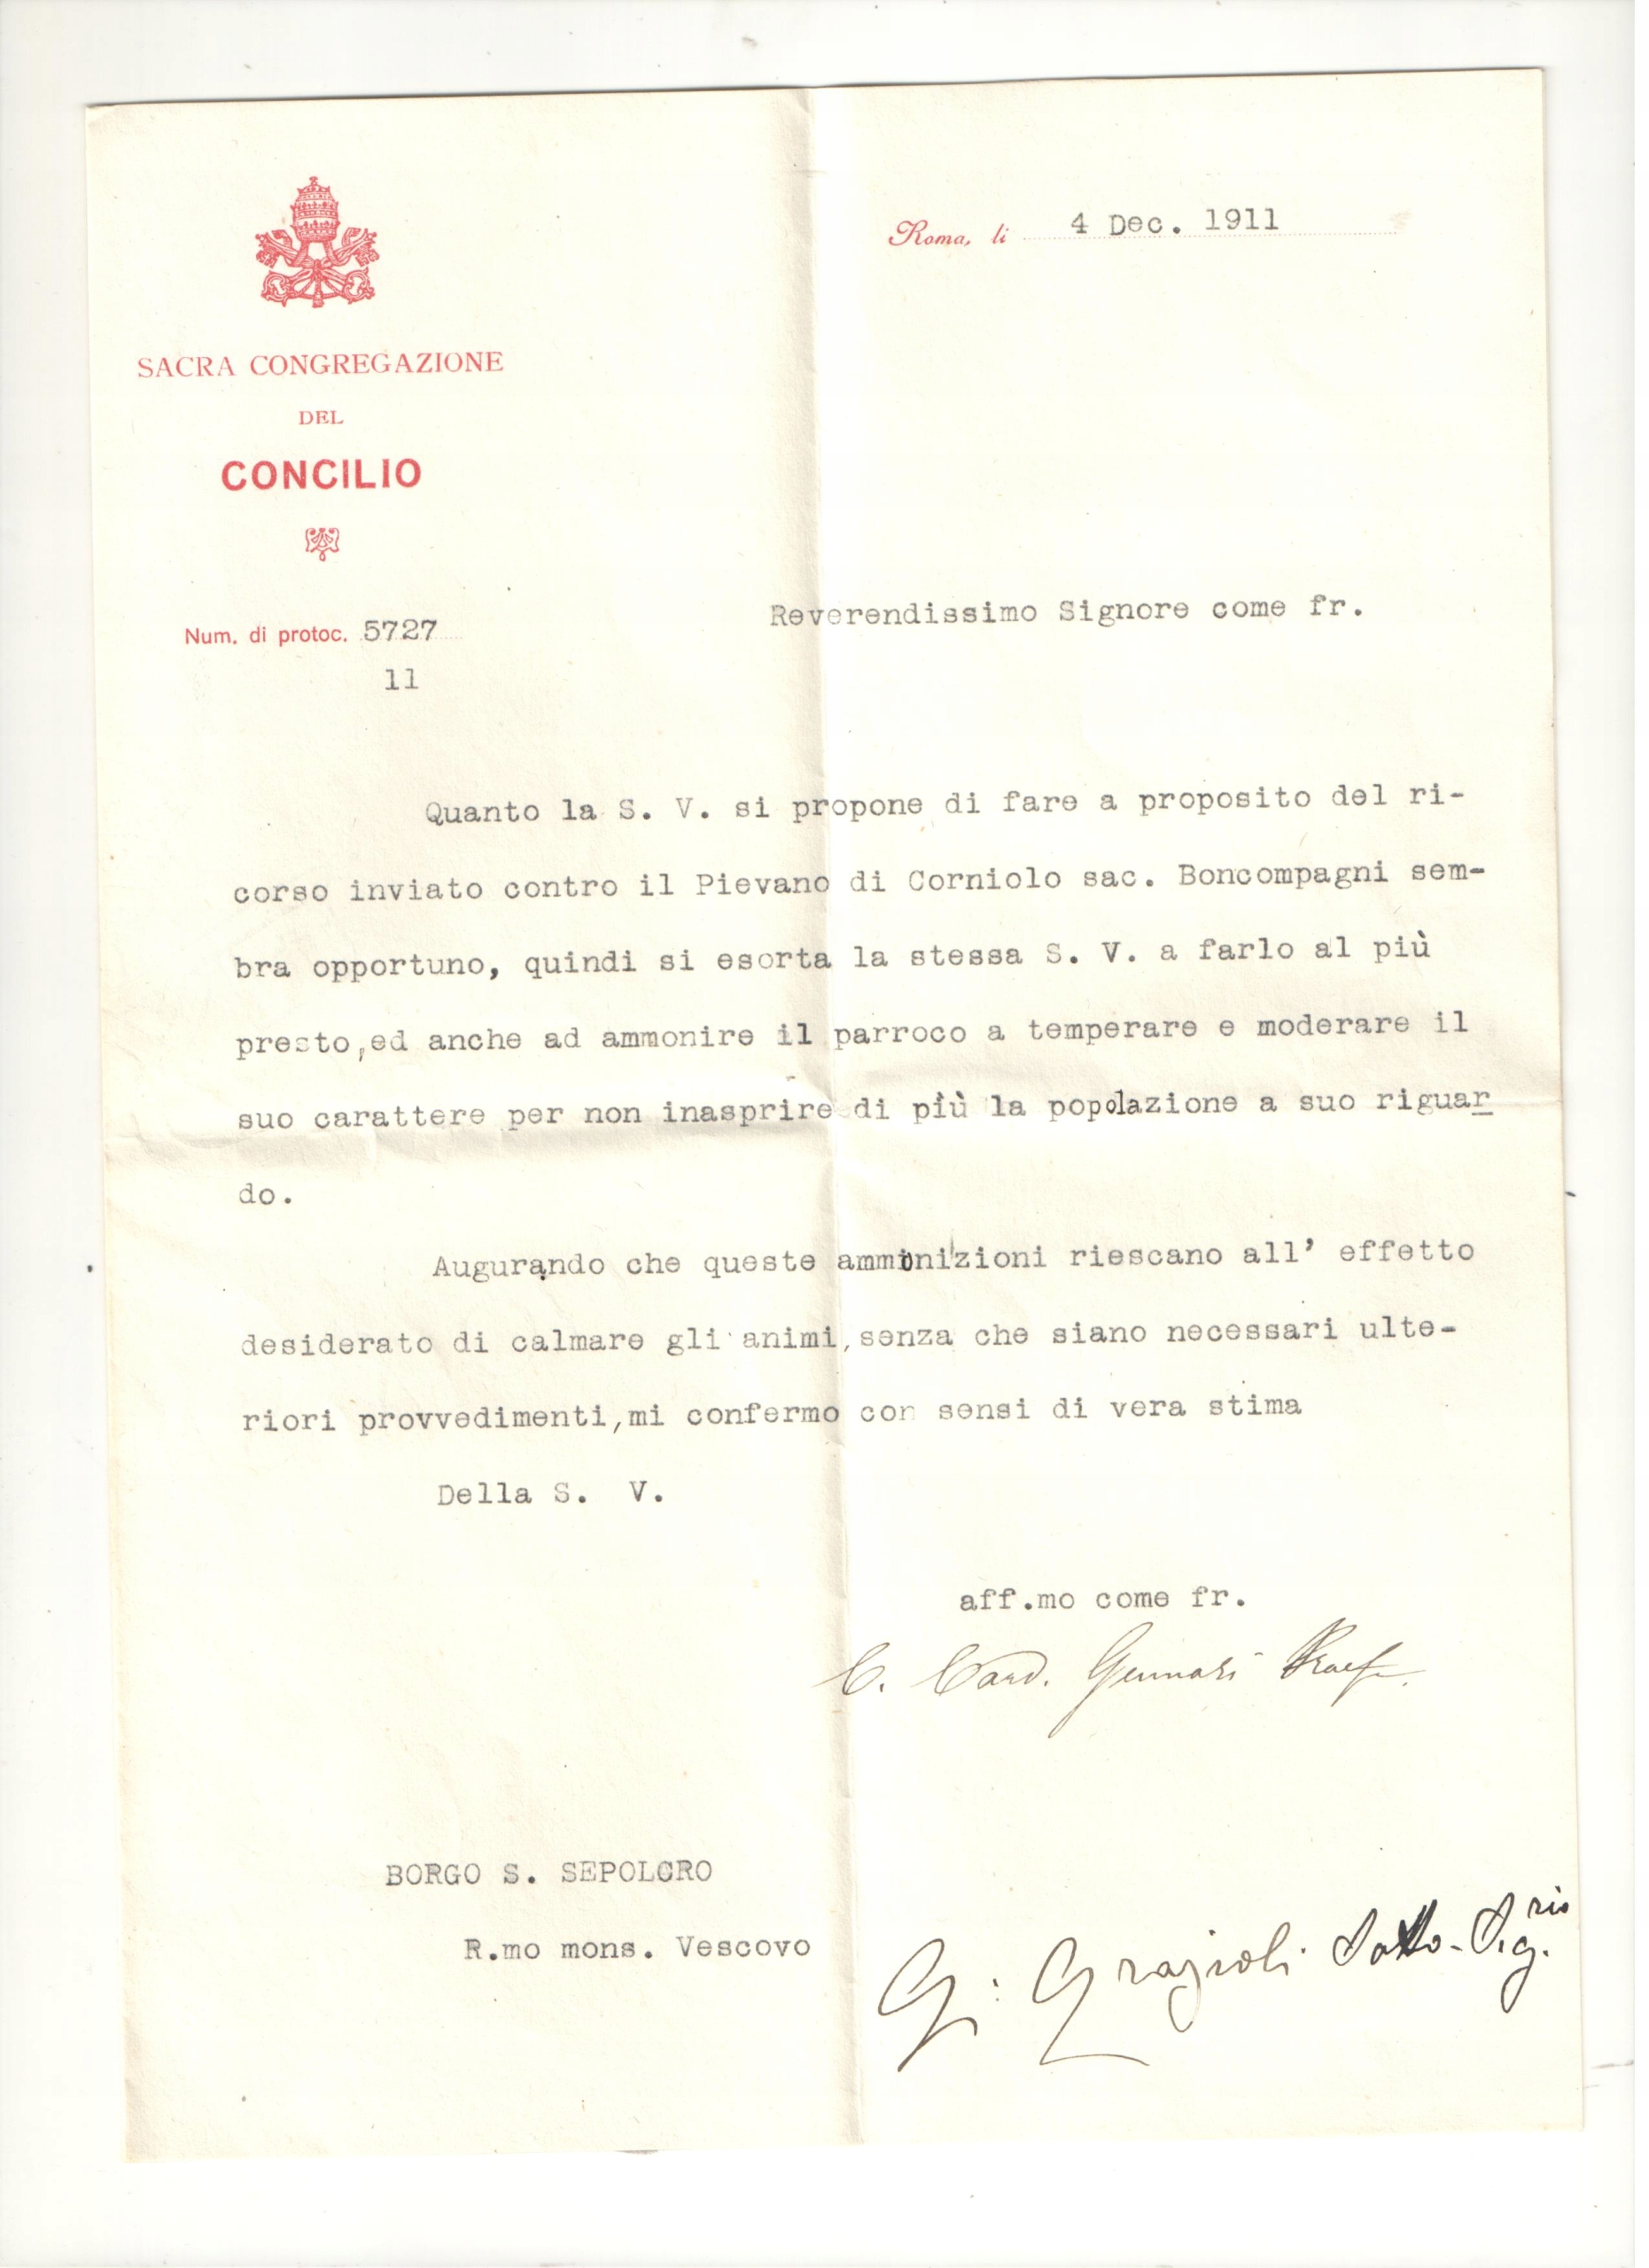 SACRA CONGREGAZIONE
DEL
CONCILIO
Roma, li 4 Dec. 1911
Num. di protoc. 5727
11
Reverendissimo Signore come fr.
Quanto la S. V. si propone di fare a proposito del ri-
corso inviato contro il Pievano di Corniolo sac. Boncompagni sem-
bra opportuno, quindi si esorta la stessa S. V. a farlo al più
presto,ed anche ad ammonire il parroco a temperare e moderare il
suo carattere per non inasprire di più la popolazione a suo riguar
do.
Augurando che queste ammonizioni riescano all' effetto
desiderato di calmare gli animi,senza che siano necessari ulte-
riori provvedimenti,mi confermo con sensi di vera stima
Della S. V.
aff.mo come fr.
C. Card. Gennari Praef.
BORGO S. SEPOLCRO
R.mo mons. Vescovo
G: Grazioli Sotto-Seg.rio